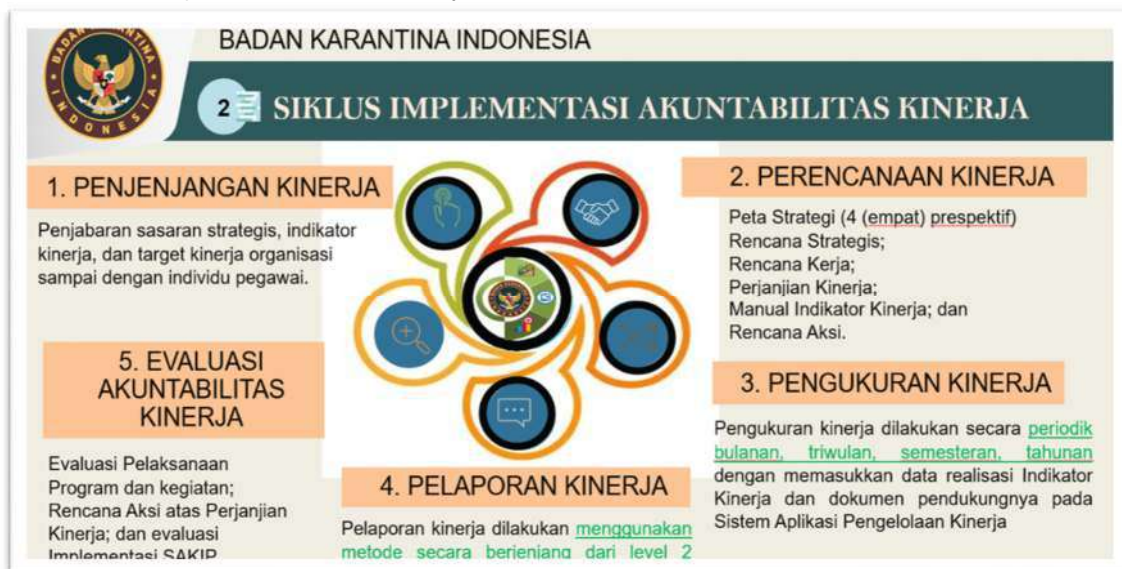 BADAN KARANTINA
INDONESIA
BADAN KARANTINA INDONESIA
2 SIKLUS IMPLEMENTASI AKUNTABILITAS KINERJA
1. PENJENJANGAN KINERJA
Penjabaran sasaran strategis, indikator
kinerja, dan target kinerja organisasi
sampai dengan individu pegawai.
2. PERENCANAAN KINERJA
Peta Strategi (4 (empat) prespektif)
Rencana Strategis;
Rencana Kerja;
Perjanjian Kinerja;
Manual Indikator Kinerja; dan
Rencana Aksi.
3. PENGUKURAN KINERJA
Pengukuran kinerja dilakukan secara periodik
bulanan, triwulan, semesteran, tahunan
dengan memasukkan data realisasi Indikator
Kinerja dan dokumen pendukungnya pada
Sistem Aplikasi Pengelolaan Kinerja
4. PELAPORAN KINERJA
Pelaporan kinerja dilakukan menggunakan
metode secara berjenjang dari level 2
5. EVALUASI
AKUNTABILITAS
KINERJA
Evaluasi Pelaksanaan
Program dan kegiatan;
Rencana Aksi atas Perjanjian
Kinerja; dan evaluasi
Implementasi SAKIP